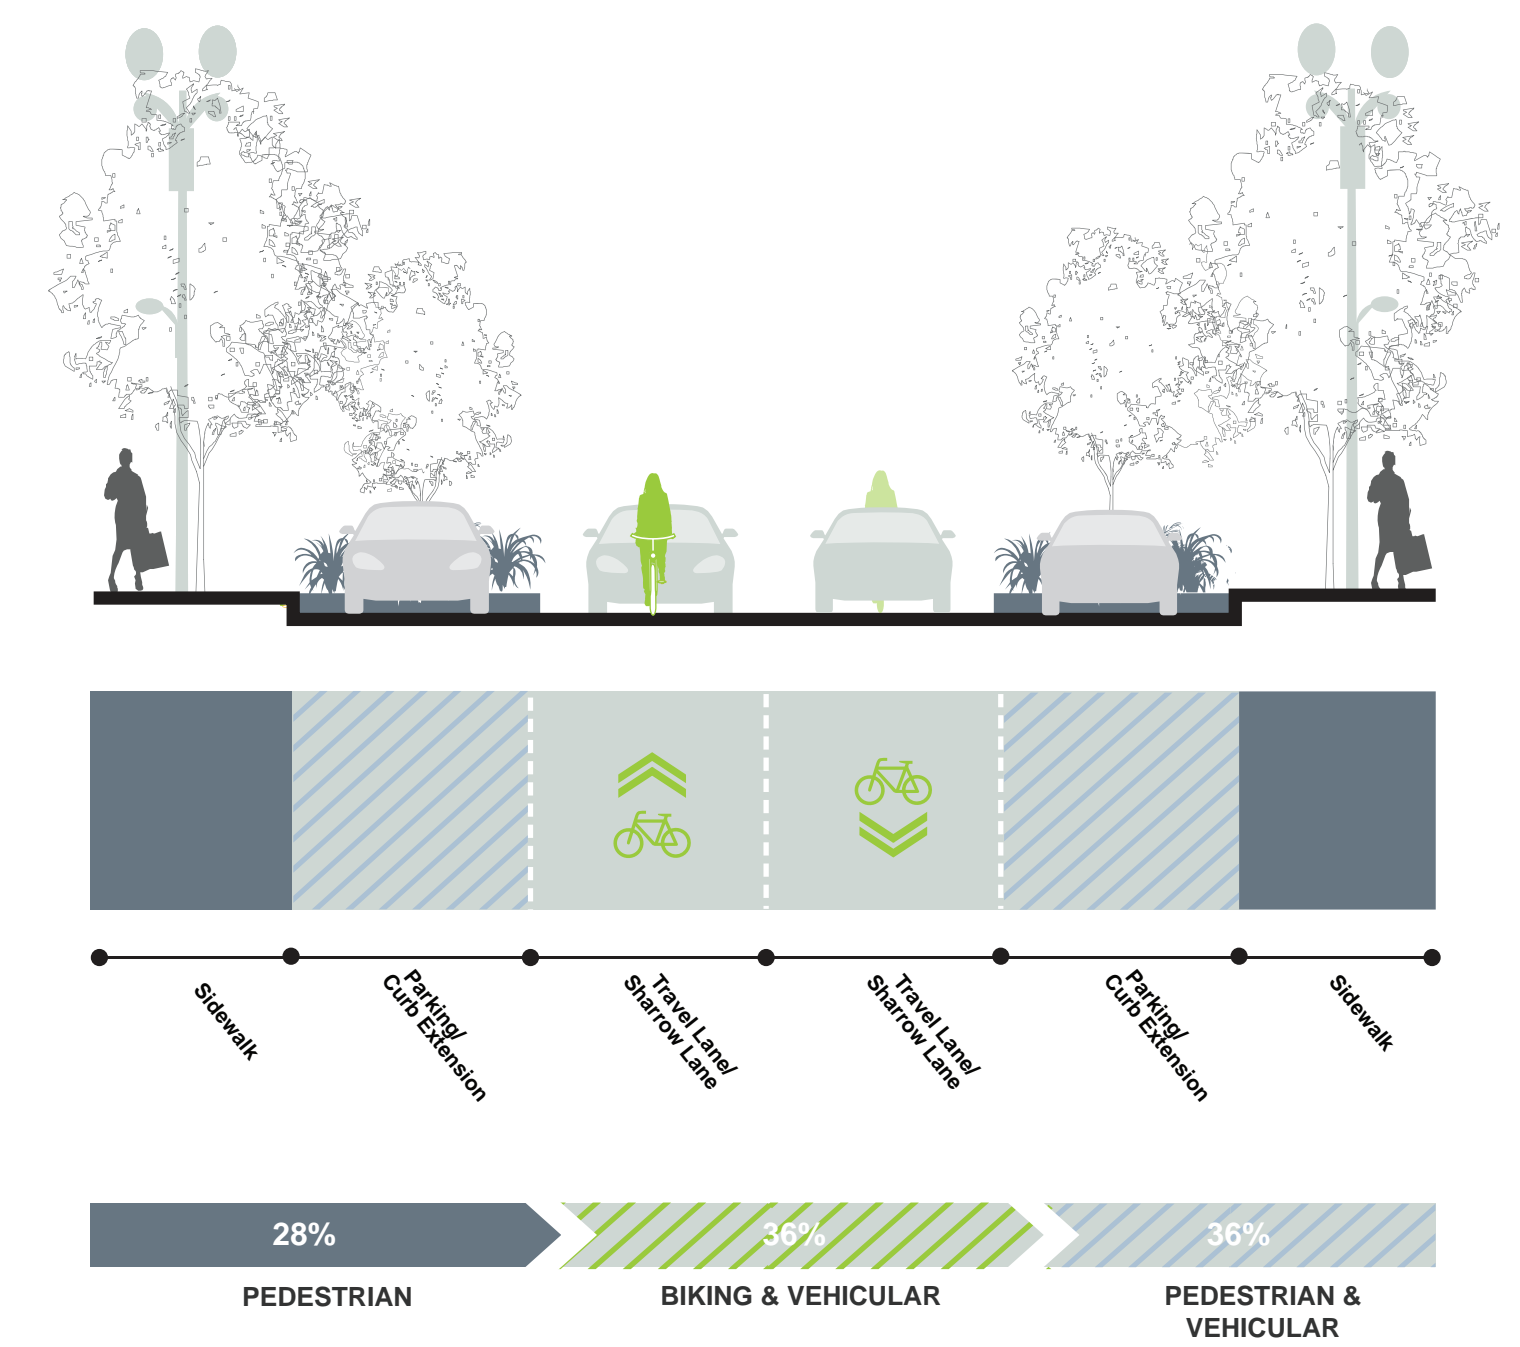 Sidewalk
Parking/
Curb Extension
Travel Lane/
Sharrow Lane
Travel Lane/
Sharrow Lane
Parking/
Curb Extension
Sidewalk
28%
36%
36%
PEDESTRIAN
BIKING & VEHICULAR
PEDESTRIAN &
VEHICULAR